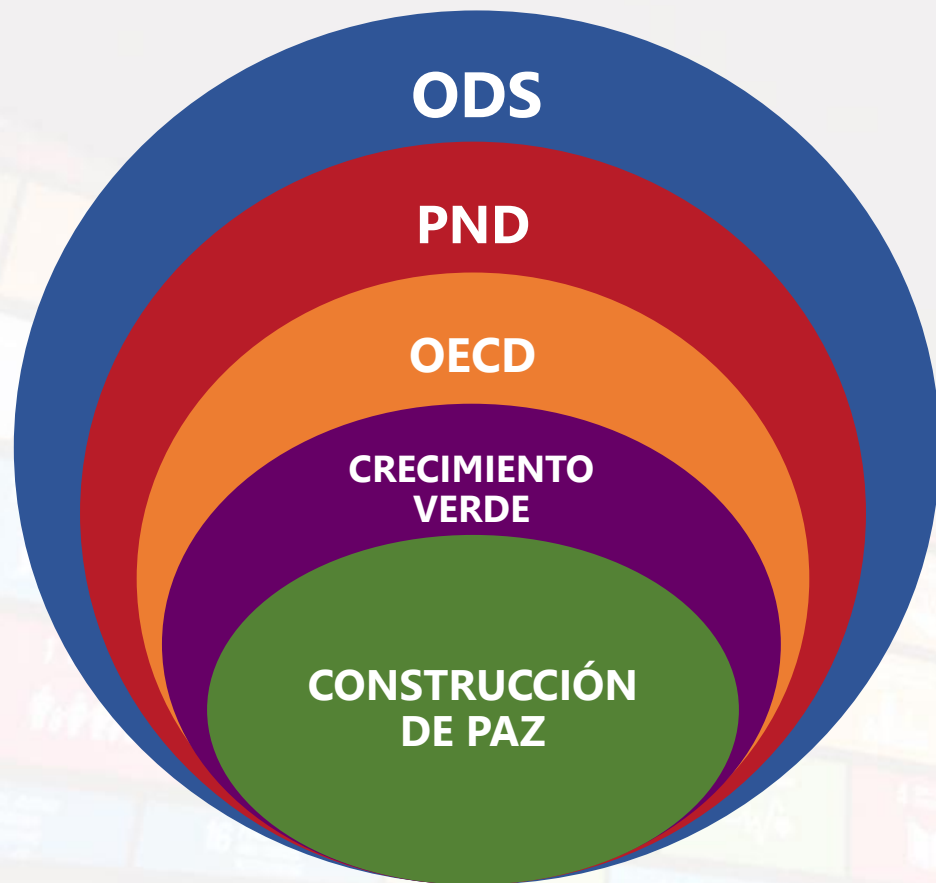 ODS
PND
OECD
CRECIMIENTO
VERDE
CONSTRUCCIÓN
DE PAZ